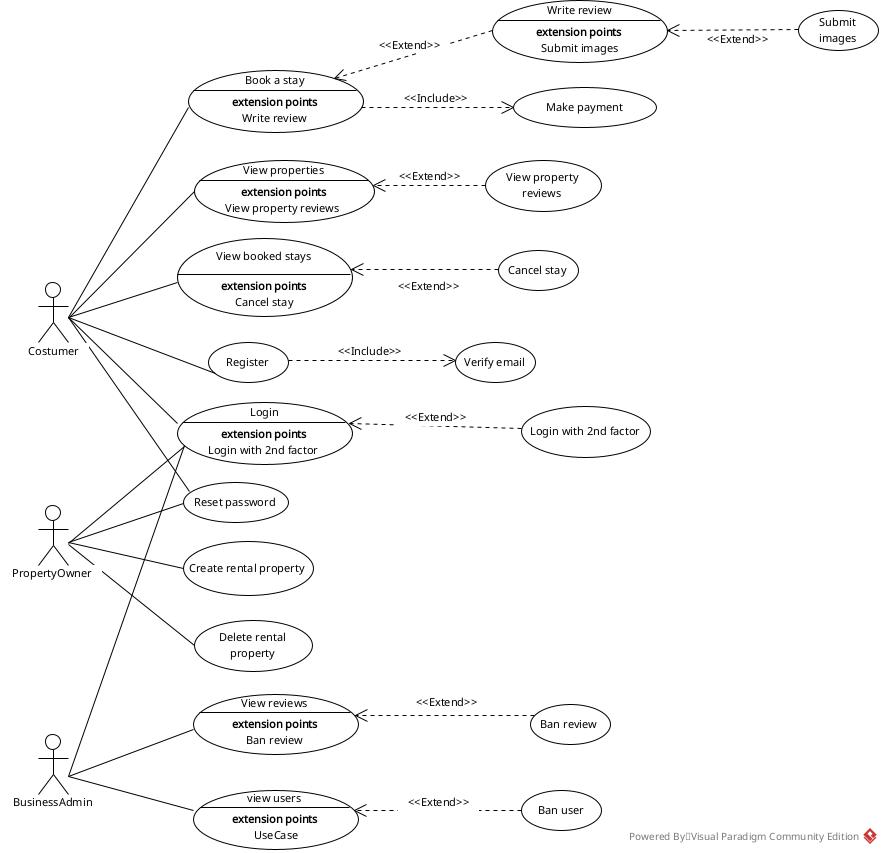 Write review
extension points
Submit images
<<Extend>>
Submit
images
<<Extend>>
Book a stay
extension points
Write review
<<Include>>
Make payment
View properties
extension points
View property reviews
<<Extend>>
View property
reviews
View booked stays
extension points
Cancel stay
<<Extend>>
Cancel stay
Costumer
Register
<<Include>>
Verify email
Login
extension points
Login with 2nd factor
<<Extend>>
Login with 2nd factor
Reset password
PropertyOwner
Create rental property
Delete rental
property
View reviews
extension points
Ban review
<<Extend>>
Ban review
BusinessAdmin
view users
extension points
UseCase
<<Extend>>
Ban user
Powered By Visual Paradigm Community Edition